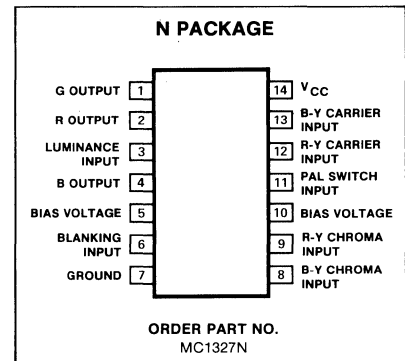 N PACKAGE
G OUTPUT 1
R OUTPUT 2
LUMINANCE
INPUT 3
B OUTPUT 4
BIAS VOLTAGE 5
BLANKING
INPUT 6
GROUND 7
14 VCC
13 B-Y CARRIER
INPUT
12 R-Y CARRIER
INPUT
11 PAL SWITCH
INPUT
10 BIAS VOLTAGE
9 R-Y CHROMA
INPUT
8 B-Y CHROMA
INPUT
ORDER PART NO.
MC1327N